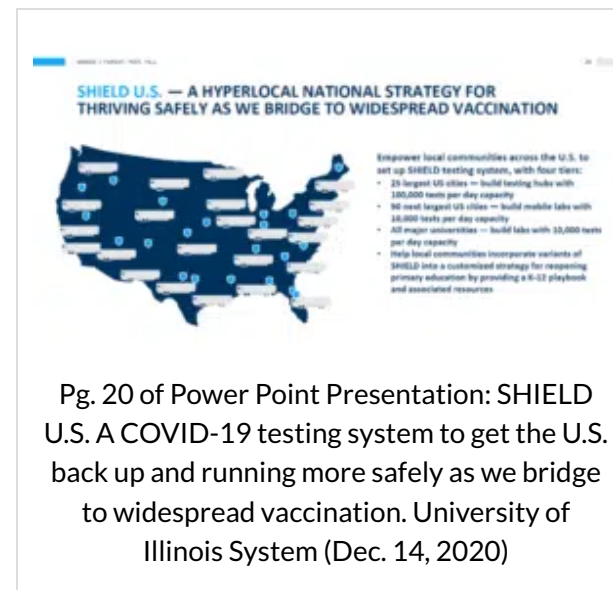 SHIELD U.S. — A HYPERLOCAL NATIONAL STRATEGY FOR
THRIVING SAFELY AS WE BRIDGE TO WIDESPREAD VACCINATION
Empower local communities across the U.S. to
set up SHIELD testing system, with four tiers:
• 25 largest US cities — build testing hubs with
100,000 tests per day capacity
• 50 next largest US cities — build mobile labs with
10,000 tests per day capacity
• All major universities — build labs with 10,000 tests
per day capacity
• Help local communities incorporate variants of
SHIELD into a customized strategy for reopening
primary education by providing a K-12 playbook
and associated resources
Pg. 20 of Power Point Presentation: SHIELD
U.S. A COVID-19 testing system to get the U.S.
back up and running more safely as we bridge
to widespread vaccination. University of
Illinois System (Dec. 14, 2020)